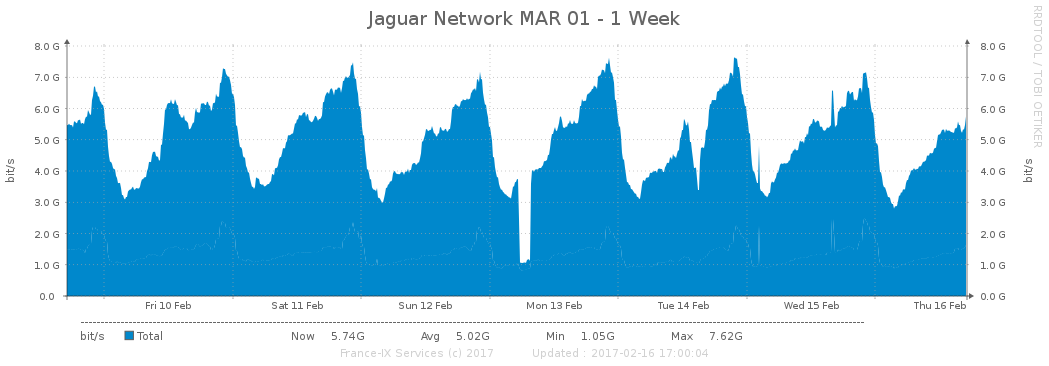 Jaguar Network MAR 01 - 1 Week
RRDTOOL / TOBI OETIKER
bit/s
8.0 G 8.0 G
7.0 G 7.0 G
6.0 G 6.0 G
5.0 G 5.0 G
4.0 G 4.0 G
3.0 G 3.0 G
2.0 G 2.0 G
1.0 G 1.0 G
0.0 0.0 G
bit/s
Fri 10 Feb Sat 11 Feb Sun 12 Feb Mon 13 Feb Tue 14 Feb Wed 15 Feb Thu 16 Feb
bit/s Total Now 5.74G Avg 5.02G Min 1.05G Max 7.62G
France-IX Services (c) 2017 Updated : 2017-02-16 17:00:04